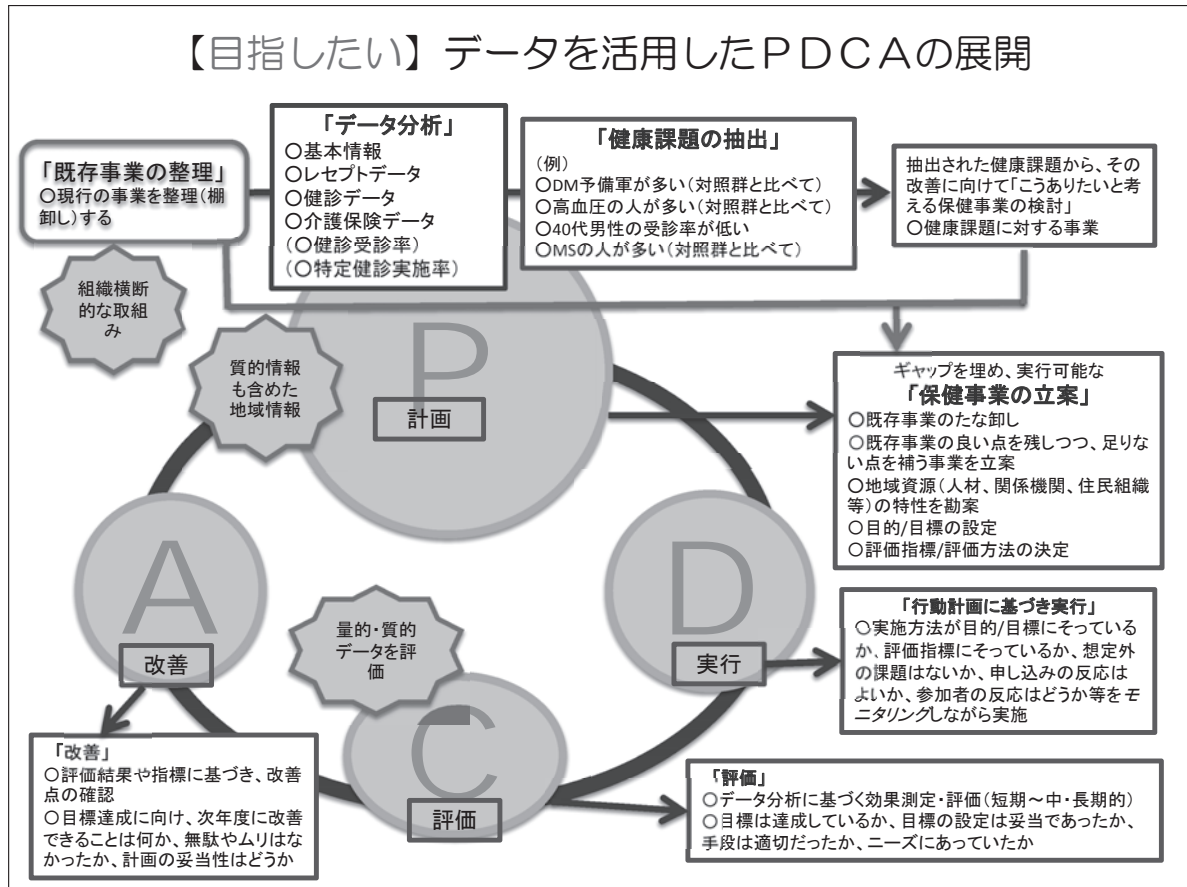 【目指したい】データを活用したＰＤＣＡの展開
「既存事業の整理」
○現行の事業を整理(棚
卸し)する
「データ分析」
○基本情報
○レセプトデータ
○健診データ
○介護保険データ
(○健診受診率)
(○特定健診実施率)
「健康課題の抽出」
(例)
○DM予備軍が多い(対照群と比べて)
○高血圧の人が多い(対照群と比べて)
○40代男性の受診率が低い
○MSの人が多い(対照群と比べて)
抽出された健康課題から、その
改善に向けて「こうありたいと考
える保健事業の検討」
○健康課題に対する事業
組織横断
的な取組
み
質的情報
も含めた
地域情報
P
計画
ギャップを埋め、実行可能な
「保健事業の立案」
○既存事業のたな卸し
○既存事業の良い点を残しつつ、足りな
い点を補う事業を立案
○地域資源(人材、関係機関、住民組織
等)の特性を勘案
○目的/目標の設定
○評価指標/評価方法の決定
D
実行
「行動計画に基づき実行」
○実施方法が目的/目標にそっている
か、評価指標にそっているか、想定外
の課題はないか、申し込みの反応は
よいか、参加者の反応はどうか等をモ
ニタリングしながら実施
量的・質的
データを評
価
C
評価
「評価」
○データ分析に基づく効果測定・評価(短期～中・長期的)
○目標は達成しているか、目標の設定は妥当であったか、
手段は適切だったか、ニーズにあっていたか
A
改善
「改善」
○評価結果や指標に基づき、改善
点の確認
○目標達成に向け、次年度に改善
できることは何か、無駄やムリはな
かったか、計画の妥当性はどうか